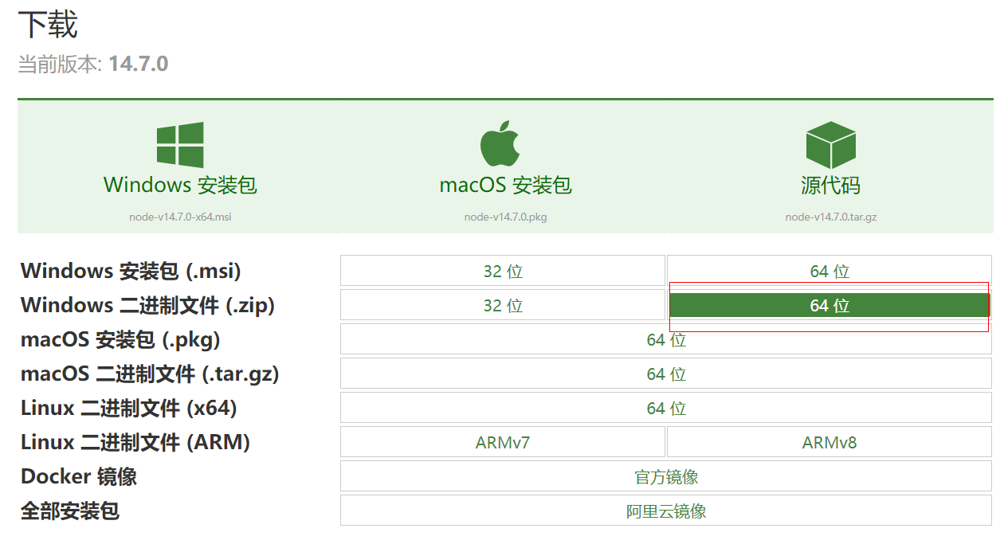 下载
当前版本: 14.7.0
Windows 安装包
node-v14.7.0-x64.msi
macOS 安装包
node-v14.7.0.pkg
源代码
node-v14.7.0.tar.gz
Windows 安装包 (.msi) 32 位 64 位
Windows 二进制文件 (.zip) 32 位 64 位
macOS 安装包 (.pkg) 64 位
macOS 二进制文件 (.tar.gz) 64 位
Linux 二进制文件 (x64) 64 位
Linux 二进制文件 (ARM) ARMv7 ARMv8
Docker 镜像 官方镜像
全部安装包 阿里云镜像